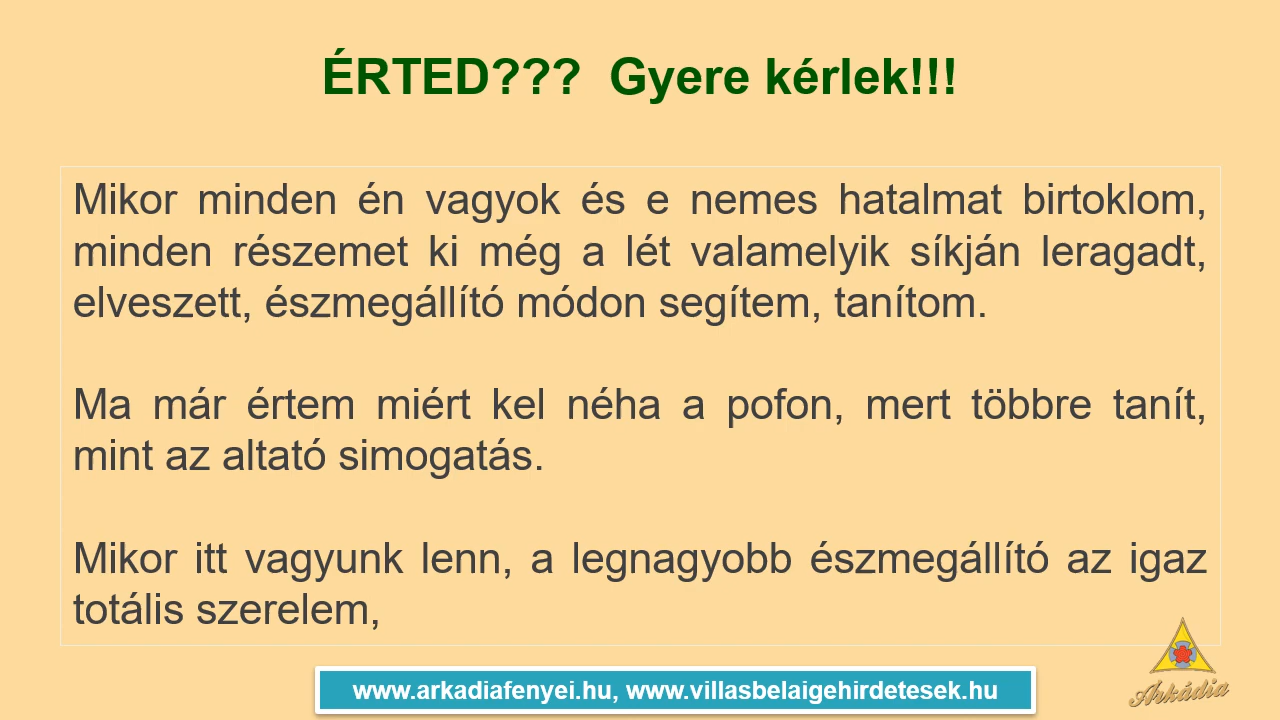 ÉRTED??? Gyere kérlek!!!
Mikor minden én vagyok és e nemes hatalmat birtoklom,
minden részemet ki még a lét valamelyik síkján leragadt,
elveszett, észmegállító módon segítem, tanítom.
Ma már értem miért kel néha a pofon, mert többre tanít,
mint az altató simogatás.
Mikor itt vagyunk lenn, a legnagyobb észmegállító az igaz
totális szerelem,
www.arkadiafenyei.hu, www.villasbelaigehirdetesek.hu
Arkádia